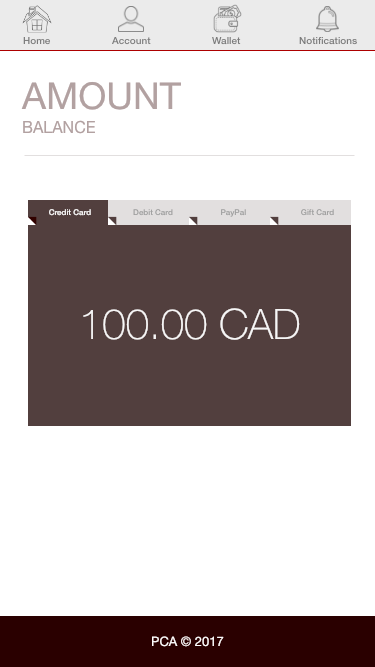 Home Account Wallet Notifications
AMOUNT
BALANCE
Credit Card Debit Card PayPal Gift Card
100.00 CAD
PCA © 2017